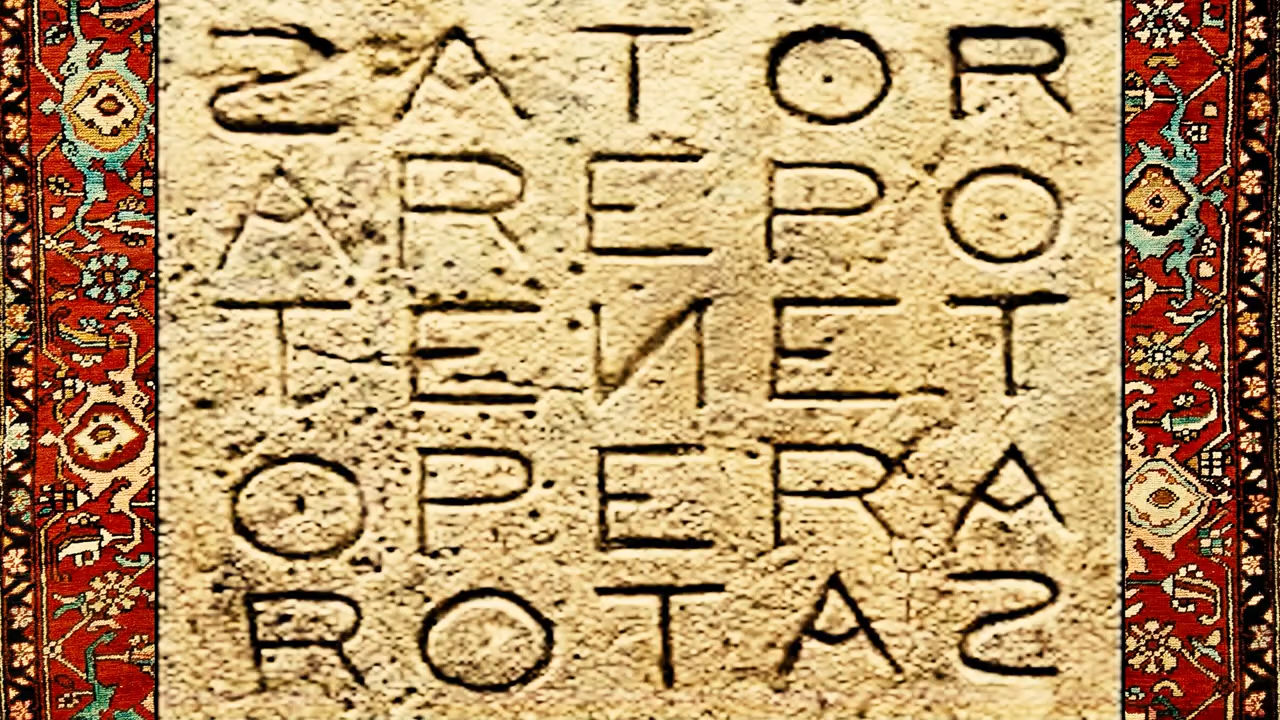 SATOR
AREPO
TENET
OPERA
ROTAS